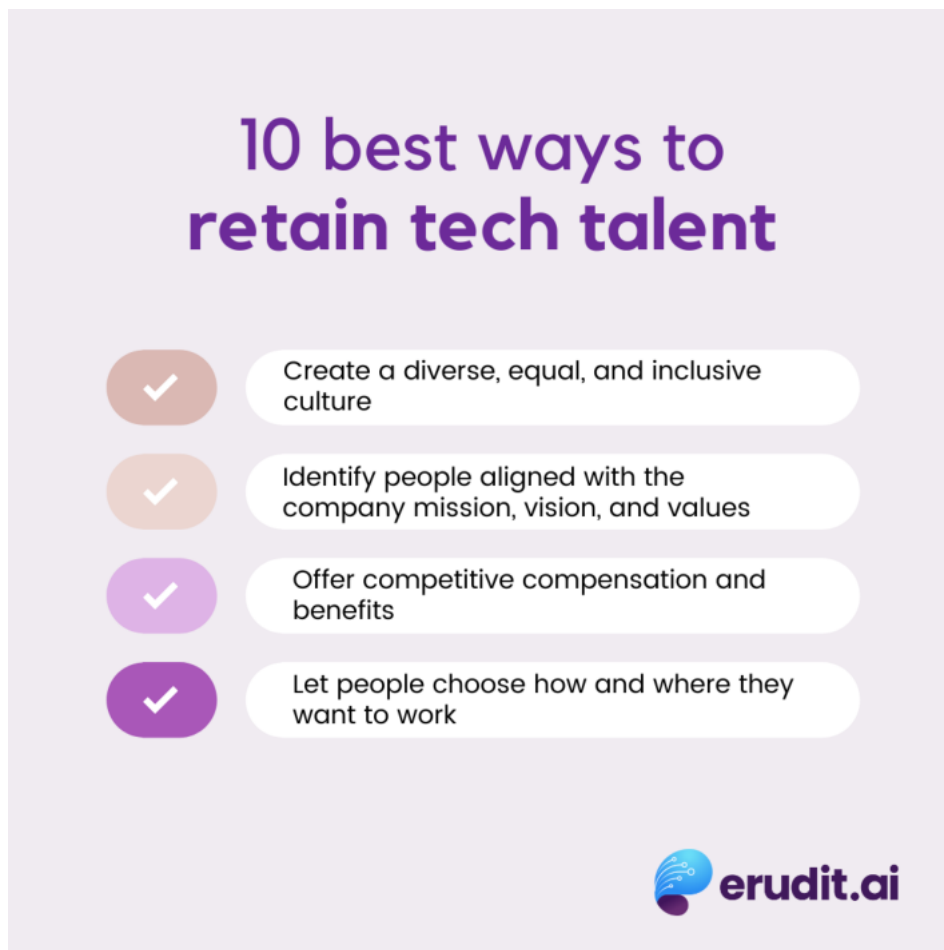 10 best ways to
retain tech talent
Create a diverse, equal, and inclusive
culture
Identify people aligned with the
company mission, vision, and values
Offer competitive compensation and
benefits
Let people choose how and where they
want to work
erudit.ai